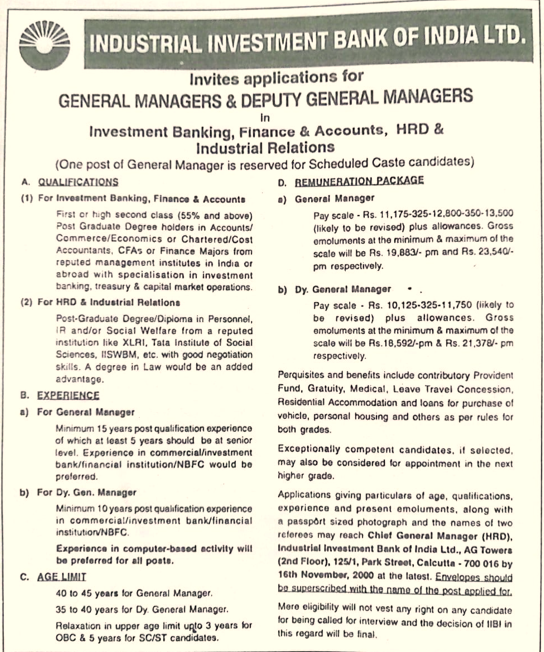 INDUSTRIAL INVESTMENT BANK OF INDIA LTD.
Invites applications for
GENERAL MANAGERS & DEPUTY GENERAL MANAGERS
in
Investment Banking, Finance & Accounts, HRD &
Industrial Relations
(One post of General Manager is reserved for Scheduled Caste candidates)
A. QUALIFICATIONS
(1) For Investment Banking, Finance & Accounts
First or high second class (55% and above)
Post Graduate Degree holders in Accounts/
Commerce/Economics or Chartered/Cost
Accountants, CFAs or Finance Majors from
reputed management institutes in India or
abroad with specialisation in investment
banking, treasury & capital market operations.
(2) For HRD & Industrial Relations
Post-Graduate Degree/Diploma in Personnel,
IR and/or Social Welfare from a reputed
institution like XLRI, Tata Institute of Social
Sciences, IISWBM, etc. with good negotiation
skills. A degree in Law would be an added
advantage.
B. EXPERIENCE
a) For General Manager
Minimum 15 years post qualification experience
of which at least 5 years should be at senior
level. Experience in commercial/investment
bank/financial institution/NBFC would be
preferred.
b) For Dy. Gen. Manager
Minimum 10 years post qualification experience
in commercial/investment bank/financial
institution/NBFC.
Experience in computer-based activity will
be preferred for all posts.
C. AGE LIMIT
40 to 45 years for General Manager.
35 to 40 years for Dy. General Manager.
Relaxation in upper age limit upto 3 years for
OBC & 5 years for SC/ST candidates.
D. REMUNERATION PACKAGE
a) General Manager
Pay scale - Rs. 11,175-325-12,800-350-13,500
(likely to be revised) plus allowances. Gross
emoluments at the minimum & maximum of the
scale will be Rs. 19,883/- pm and Rs. 23,540/-
pm respectively.
b) Dy. General Manager
Pay scale - Rs. 10,125-325-11,750 (likely to
be revised) plus allowances. Gross
emoluments at the minimum & maximum of the
scale will be Rs.18,592/-pm & Rs. 21,378/- pm
respectively.
Perquisites and benefits include contributory Provident
Fund, Gratuity, Medical, Leave Travel Concession,
Residential Accommodation and loans for purchase of
vehicle, personal housing and others as per rules for
both grades.
Exceptionally competent candidates, if selected,
may also be considered for appointment in the next
higher grade.
Applications giving particulars of age, qualifications,
experience and present emoluments, along with
a passport sized photograph and the names of two
referees may reach Chief General Manager (HRD),
Industrial Investment Bank of India Ltd., AG Towers
(2nd Floor), 125/1, Park Street, Calcutta - 700 016 by
16th November, 2000 at the latest. Envelopes should
be superscribed with the name of the post applied for.
Mere eligibility will not vest any right on any candidate
for being called for interview and the decision of IIBI in
this regard will be final.